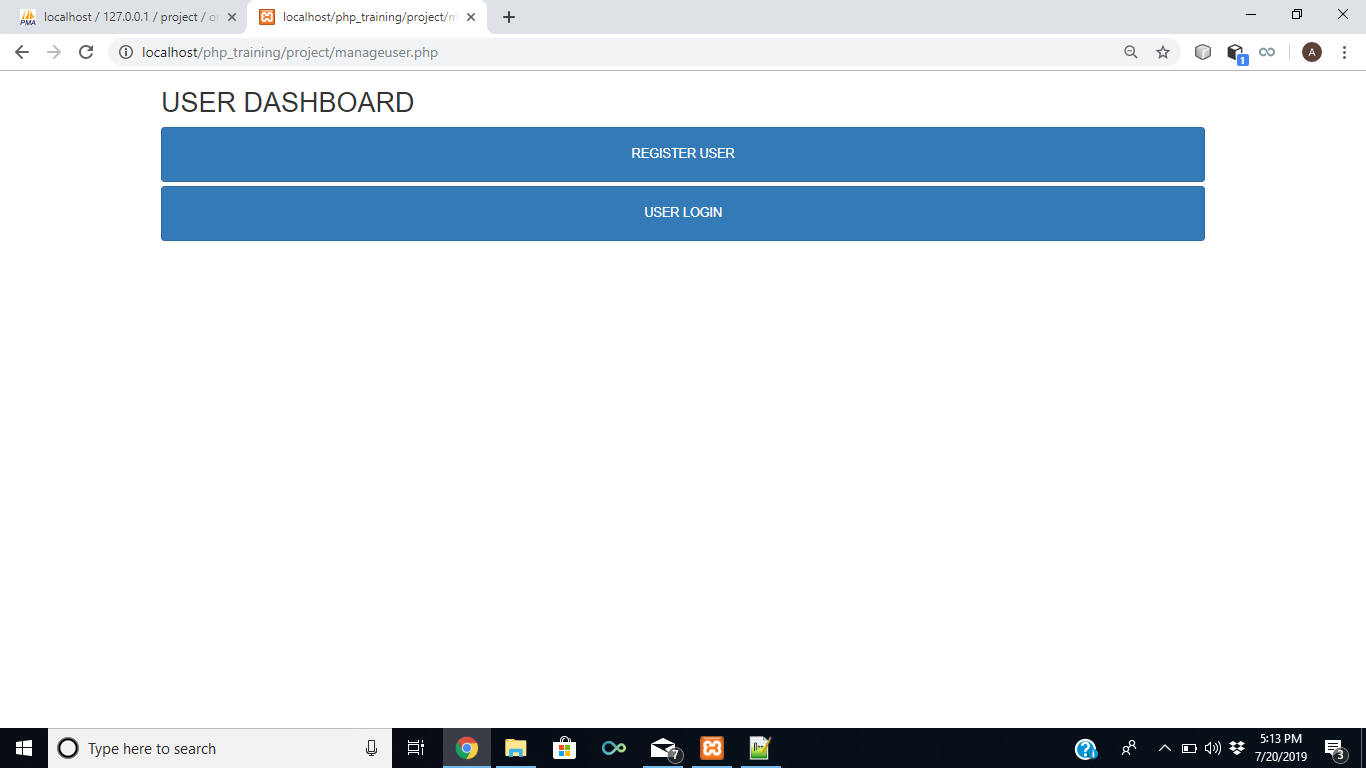 localhost / 127.0.0.1 / project / o
localhost/php_training/project/m
localhost/php_training/project/manageuser.php
A
1
USER DASHBOARD
REGISTER USER
USER LOGIN
Type here to search
7
5:13 PM
7/20/2019
3